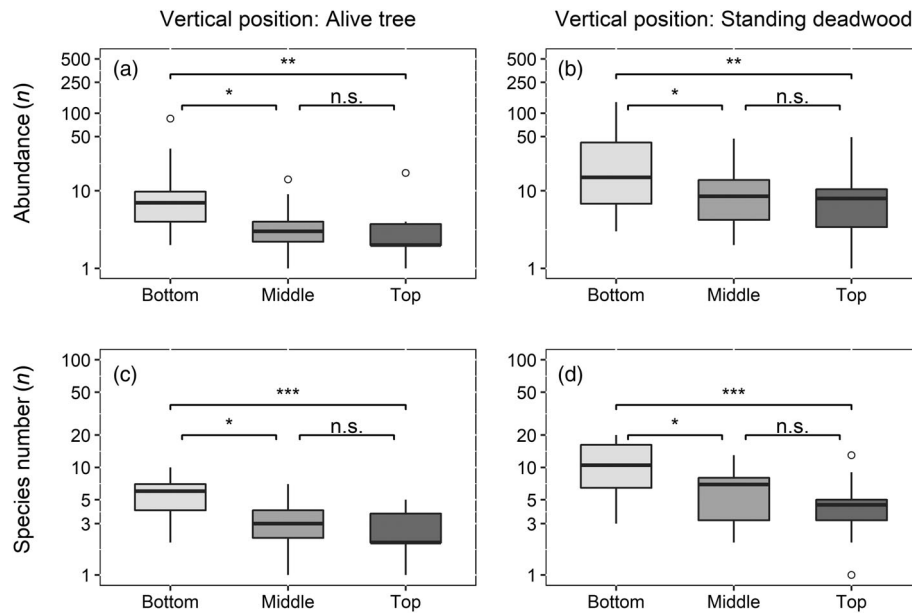 Vertical position: Alive tree
Vertical position: Standing deadwood
Abundance (n)
(a)
500
250
100
50
10
1
**
*
n.s.
Bottom Middle Top
(b)
500
250
100
50
10
1
**
*
n.s.
Bottom Middle Top
Species number (n)
(c)
100
50
20
10
5
3
1
***
*
n.s.
Bottom Middle Top
(d)
100
50
20
10
5
3
1
***
*
n.s.
Bottom Middle Top